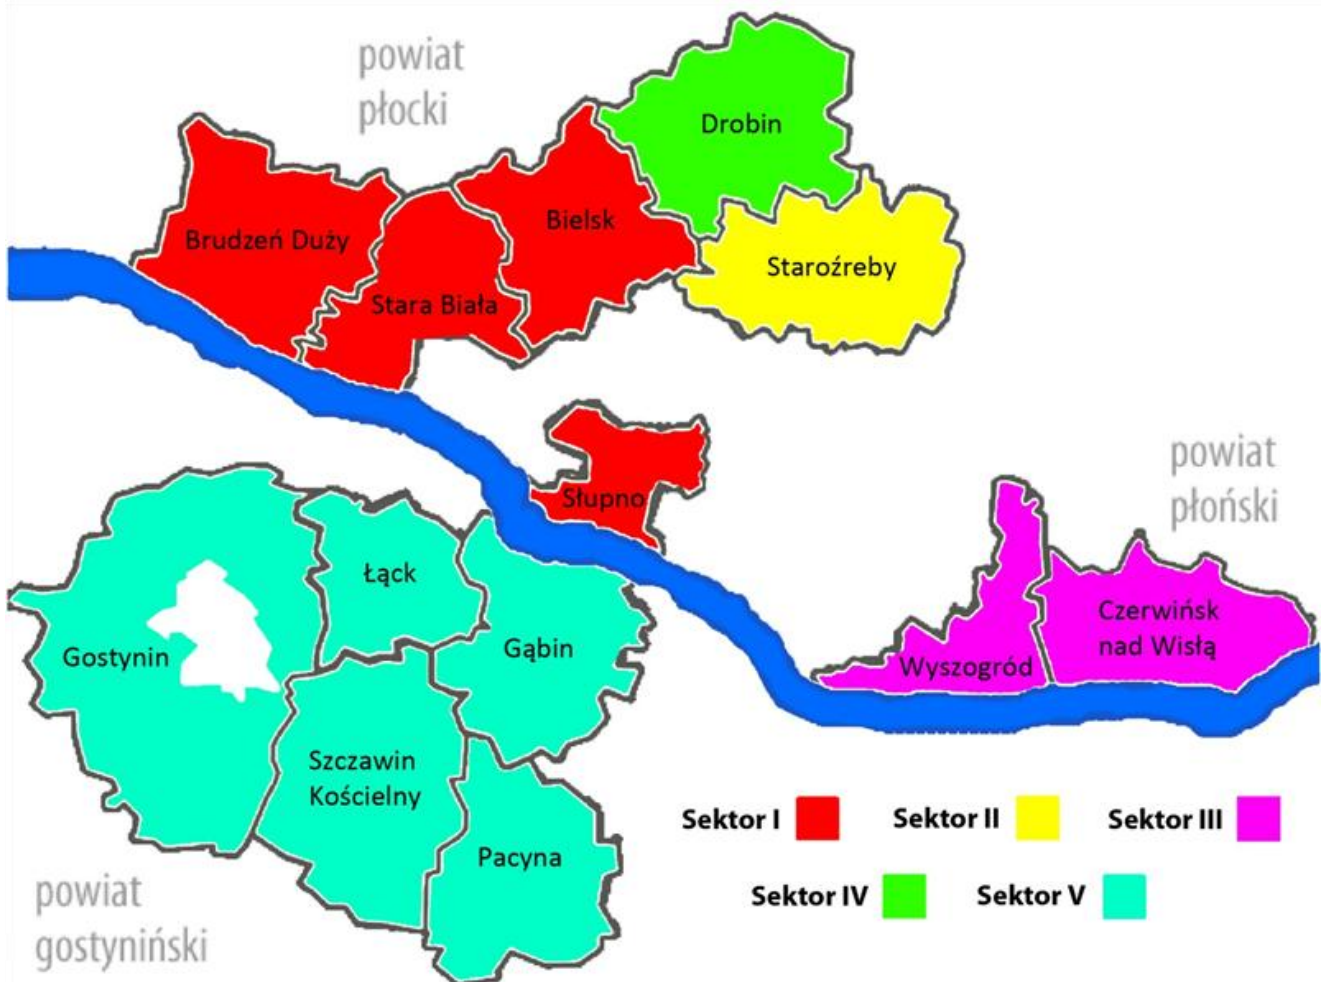 powiat
płocki
Drobin
Brudzeń Duży
Bielsk
Stara Biała
Staroźreby
Słupno
powiat
płoński
Łąck
Gostynin
Gąbin
Wyszogród
Czerwińsk
nad Wisłą
Szczawin
Kościelny
Pacyna
powiat
gostyniński
Sektor I
Sektor II
Sektor III
Sektor IV
Sektor V